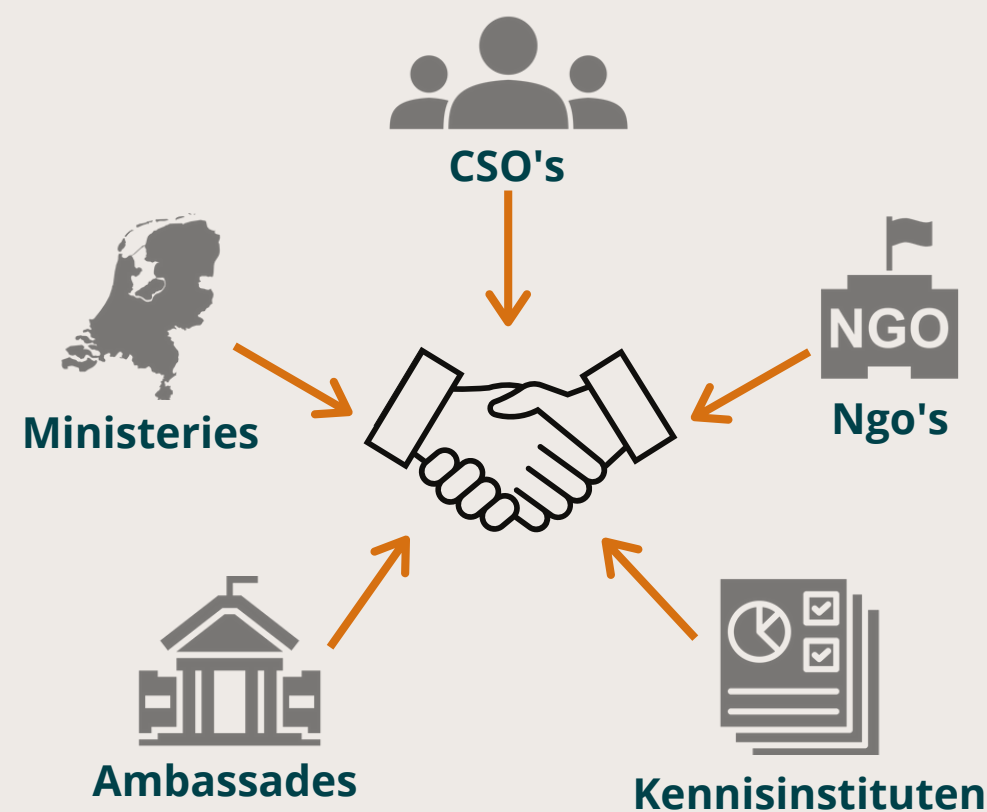 CSO's
NGO
Ministeries
Ngo's
Ambassades
Kennisinstituten